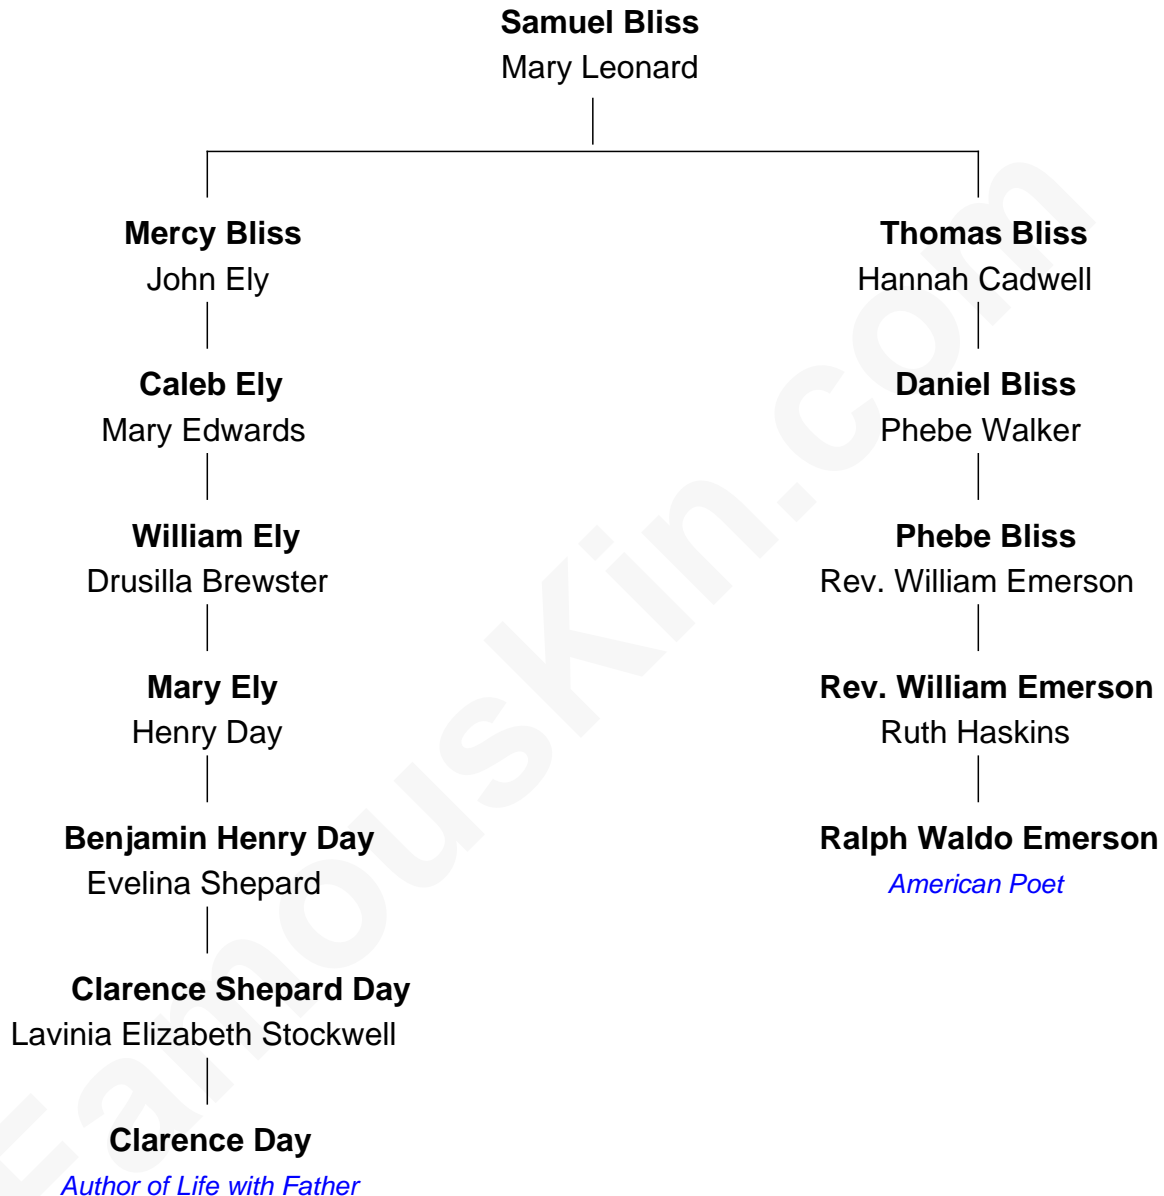 Samuel Bliss
Mary Leonard
Mercy Bliss
John Ely
Thomas Bliss
Hannah Cadwell
Caleb Ely
Mary Edwards
Daniel Bliss
Phebe Walker
William Ely
Drusilla Brewster
Phebe Bliss
Rev. William Emerson
Mary Ely
Henry Day
Rev. William Emerson
Ruth Haskins
Benjamin Henry Day
Evelina Shepard
Ralph Waldo Emerson
American Poet
Clarence Shepard Day
Lavinia Elizabeth Stockwell
Clarence Day
Author of Life with Father
FamousKin.com